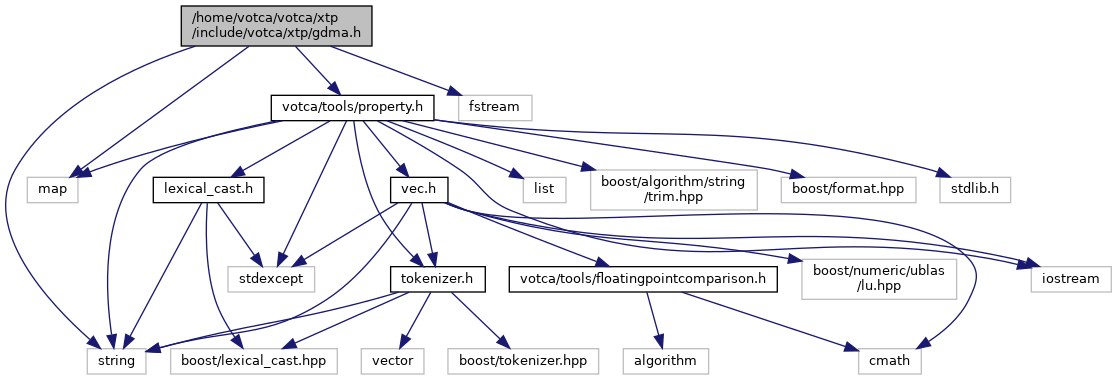 /home/votca/votca/xtp
/include/votca/xtp/gdma.h
votca/tools/property.h
fstream
map
lexical_cast.h
vec.h
list
boost/algorithm/string
/trim.hpp
boost/format.hpp
stdlib.h
stdexcept
tokenizer.h
votca/tools/floatingpointcomparison.h
boost/numeric/ublas
/lu.hpp
iostream
string
boost/lexical_cast.hpp
vector
boost/tokenizer.hpp
algorithm
cmath